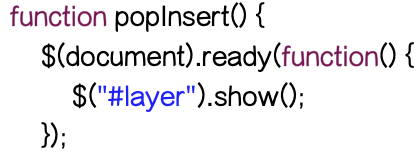 function popInsert() {
    $(document).ready(function() {
        $("#layer").show();
    });